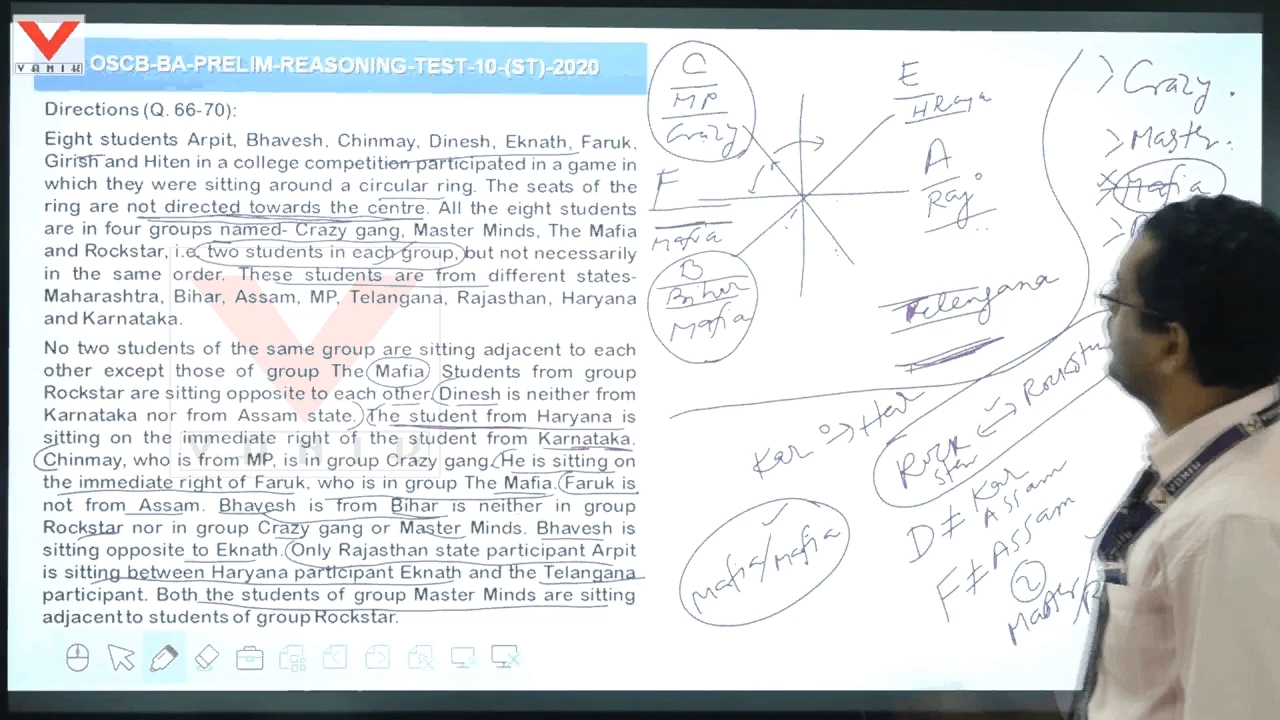 VANIK
OSCB-BA-PRELIM-REASONING-TEST-10-(ST)-2020
Directions (Q. 66-70):
Eight students Arpit, Bhavesh, Chinmay, Dinesh, Eknath, Faruk,
Girish and Hiten in a college competition participated in a game in
which they were sitting around a circular ring. The seats of the
ring are not directed towards the centre. All the eight students
are in four groups named- Crazy gang, Master Minds, The Mafia
and Rockstar, i.e. two students in each group, but not necessarily
in the same order. These students are from different states-
Maharashtra, Bihar, Assam, MP, Telangana, Rajasthan, Haryana
and Karnataka.
No two students of the same group are sitting adjacent to each
other except those of group The Mafia Students from group
Rockstar are sitting opposite to each other. Dinesh is neither from
Karnataka nor from Assam state. The student from Haryana is
sitting on the immediate right of the student from Karnataka.
Chinmay, who is from MP, is in group Crazy gang. He is sitting on
the immediate right of Faruk, who is in group The Mafia. Faruk is
not from Assam. Bhavesh is from Bihar is neither in group
Rockstar nor in group Crazy gang or Master Minds. Bhavesh is
sitting opposite to Eknath. Only Rajasthan state participant Arpit
is sitting between Haryana participant Eknath and the Telangana
participant. Both the students of group Master Minds are sitting
adjacent to students of group Rockstar.
VANIK
C
MP
Crazy
E
HRaya
A
Raj
F
Mafia
B
Bihar
Mafia
Telengana
Crazy
Master
Mafia
Kar
Rock
Star
Mafia/Mafia
D ≠ Kar
Assam
F ≠ Assam
2
Master/
VANIK